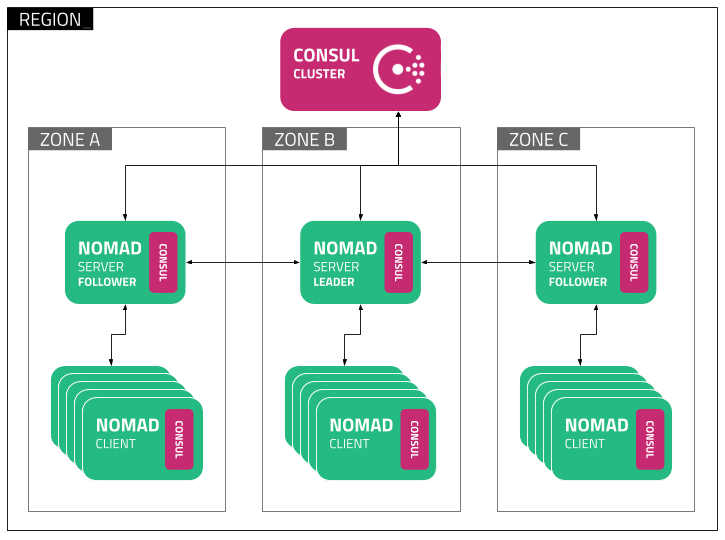 REGION
CONSUL
CLUSTER
ZONE A
ZONE B
ZONE C
NOMAD
SERVER
FOLLOWER
CONSUL
NOMAD
SERVER
LEADER
CONSUL
NOMAD
SERVER
FOLLOWER
CONSUL
NOMAD
CLIENT
CONSUL
NOMAD
CLIENT
CONSUL
NOMAD
CLIENT
CONSUL